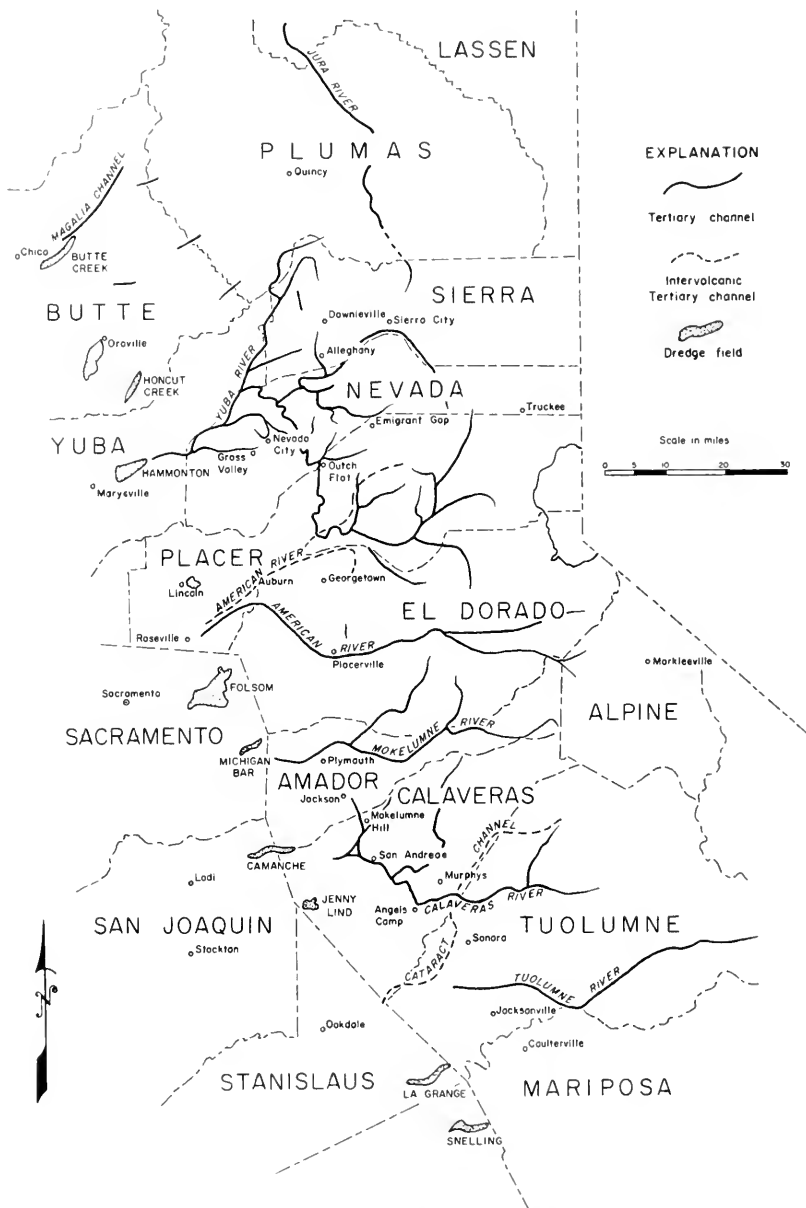 LASSEN
JURA RIVER
PLUMAS
Quincy
EXPLANATION
Tertiary channel
Intervolcanic
Tertiary channel
Dredge field
MAGALIA CHANNEL
Chico
BUTTE
CREEK
BUTTE
Oroville
HONCUT
CREEK
SIERRA
Downieville
Sierra City
Alleghany
YUBA RIVER
NEVADA
Truckee
Emigrant Gap
YUBA
Nevada
City
Grass
Valley
HAMMONTON
Marysville
Dutch
Flat
Scale in miles
0 5 10 20 30
PLACER
Lincoln
AMERICAN RIVER
Auburn
Georgetown
EL DORADO
AMERICAN
RIVER
Roseville
Placerville
Markleeville
Sacramento
FOLSOM
ALPINE
SACRAMENTO
MICHIGAN
BAR
MOKELUMNE
RIVER
Plymouth
AMADOR
Jackson
CALAVERAS
Mokelumne
Hill
CHANNEL
San Andreas
CAMANCHE
Lodi
Murphys
JENNY
LIND
Angels
Camp
CALAVERAS
RIVER
SAN JOAQUIN
TUOLUMNE
Stockton
Sonora
CATARACT
TUOLUMNE
RIVER
Jacksonville
Oakdale
Coulterville
STANISLAUS
LA GRANGE
MARIPOSA
SNELLING